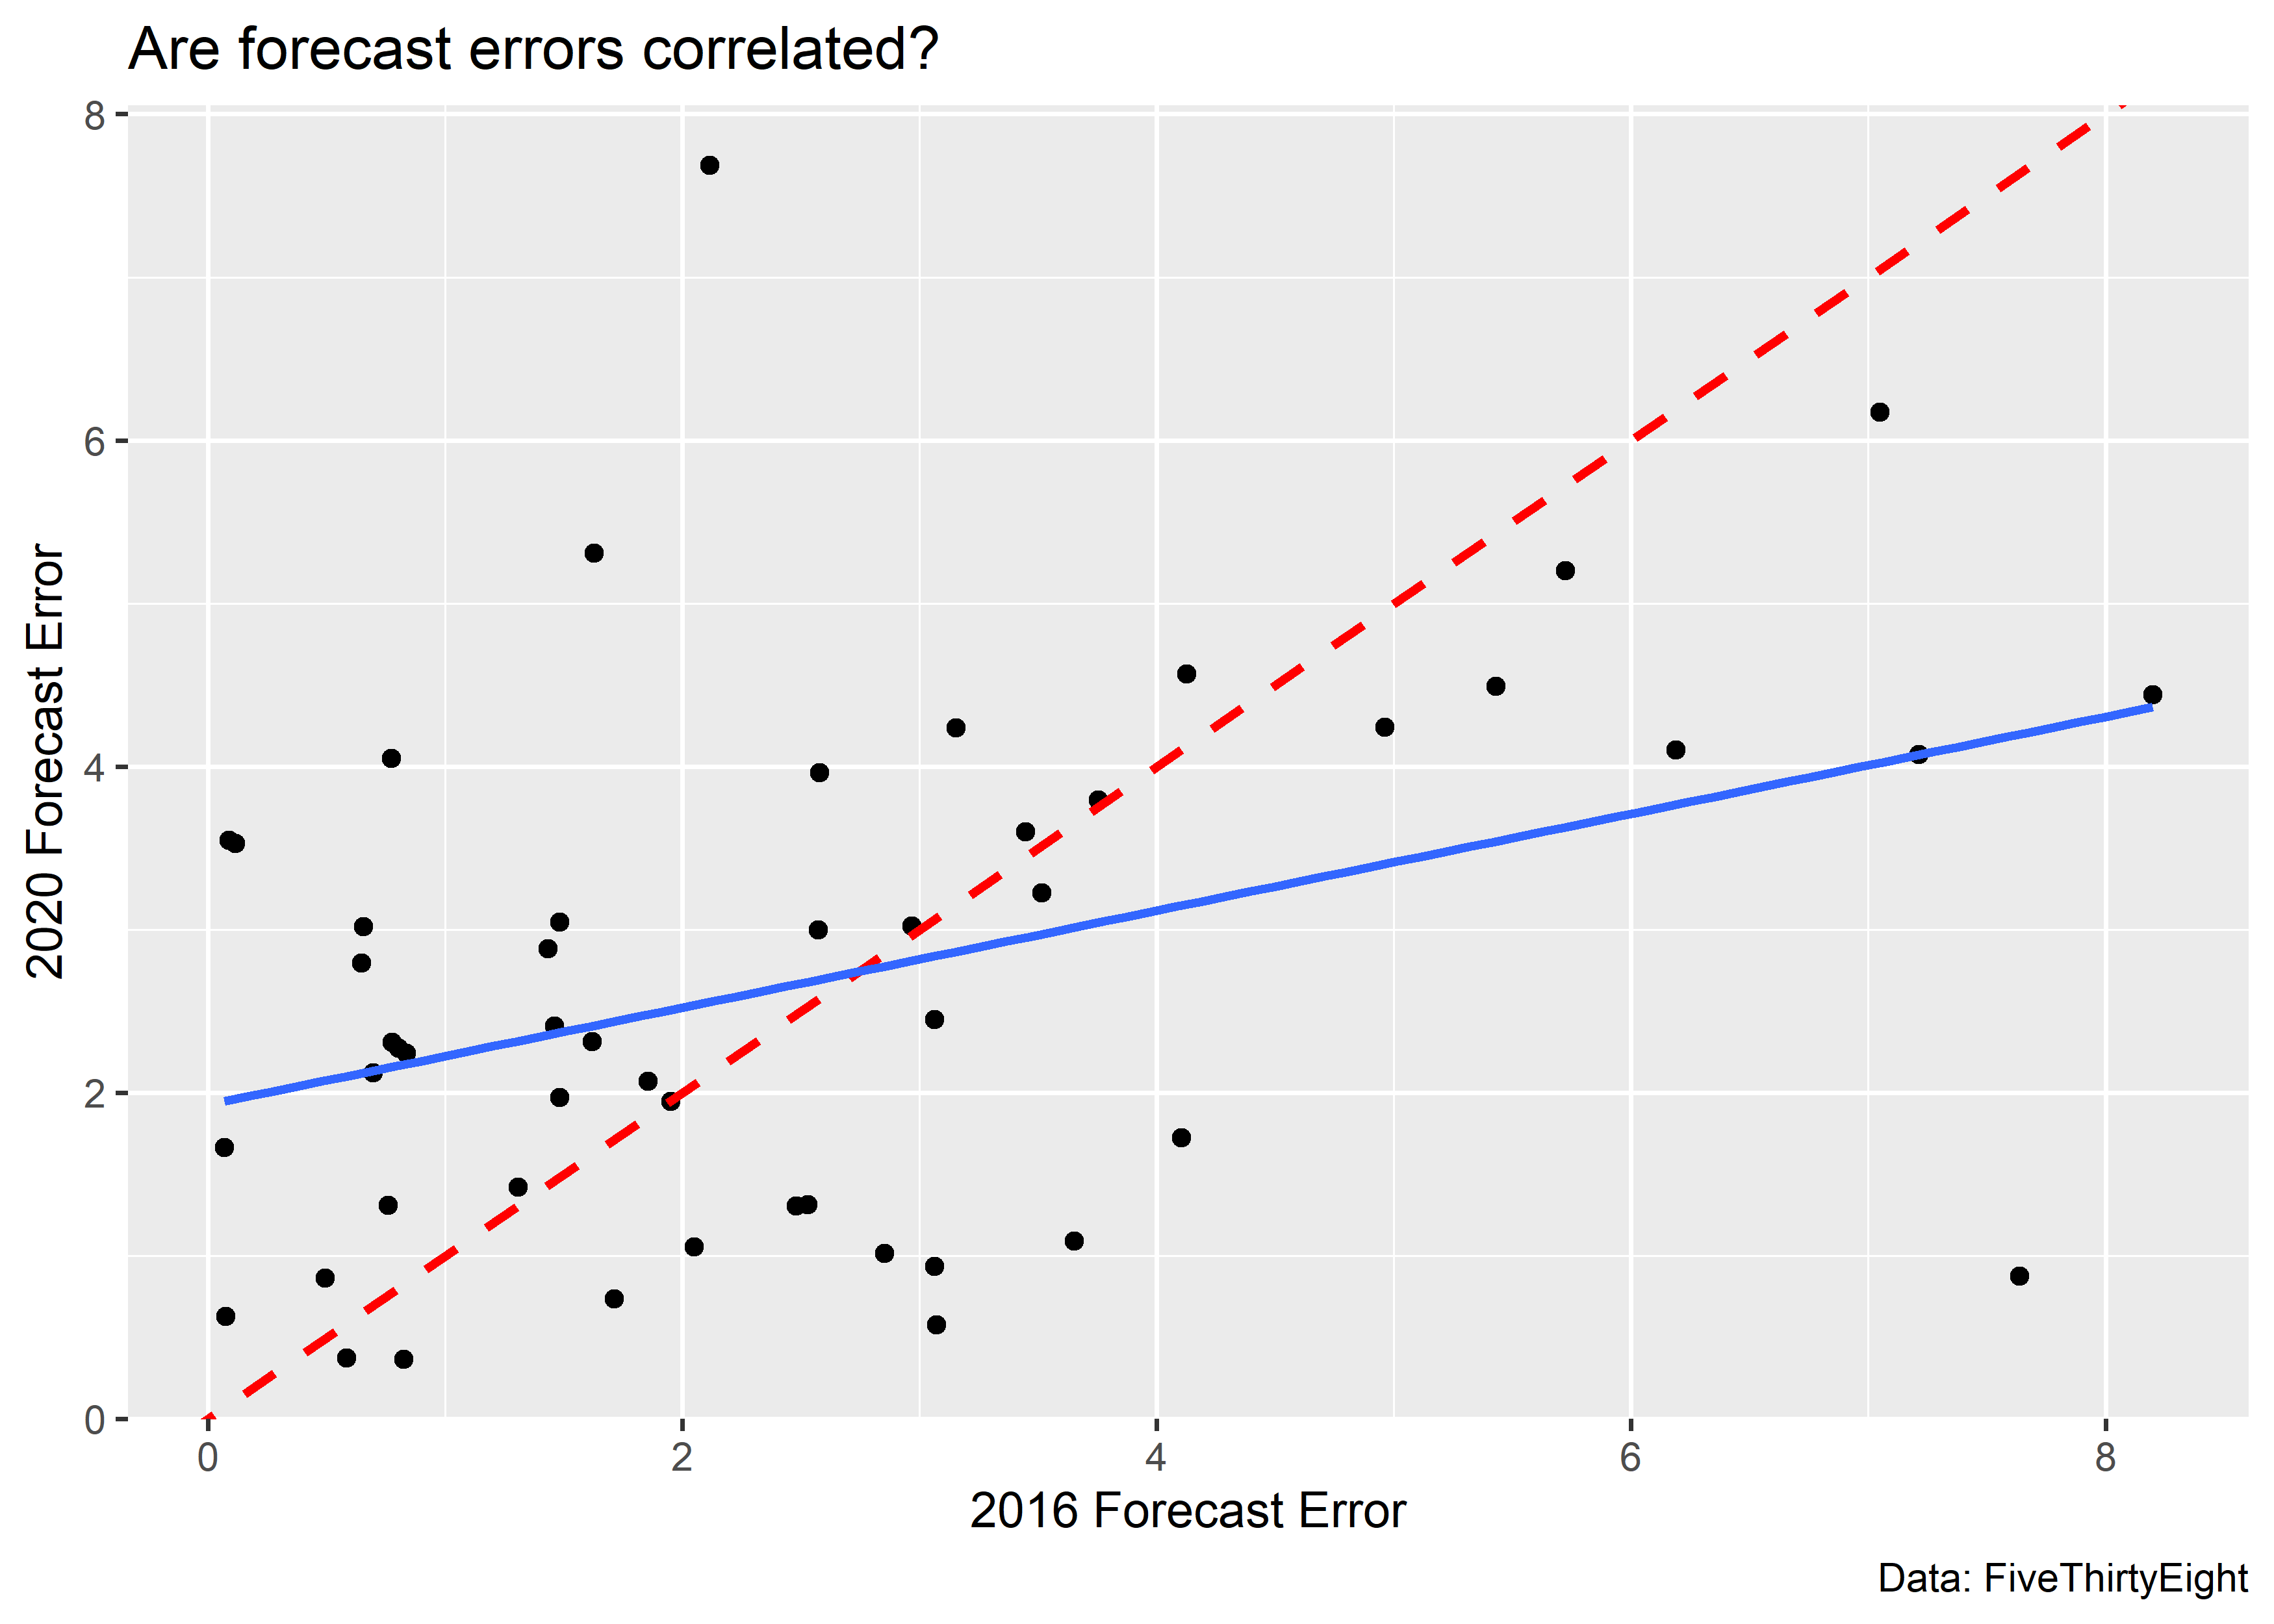 Are forecast errors correlated?
8
6
4
2
0
2020 Forecast Error
0 2 4 6 8
2016 Forecast Error
Data: FiveThirtyEight